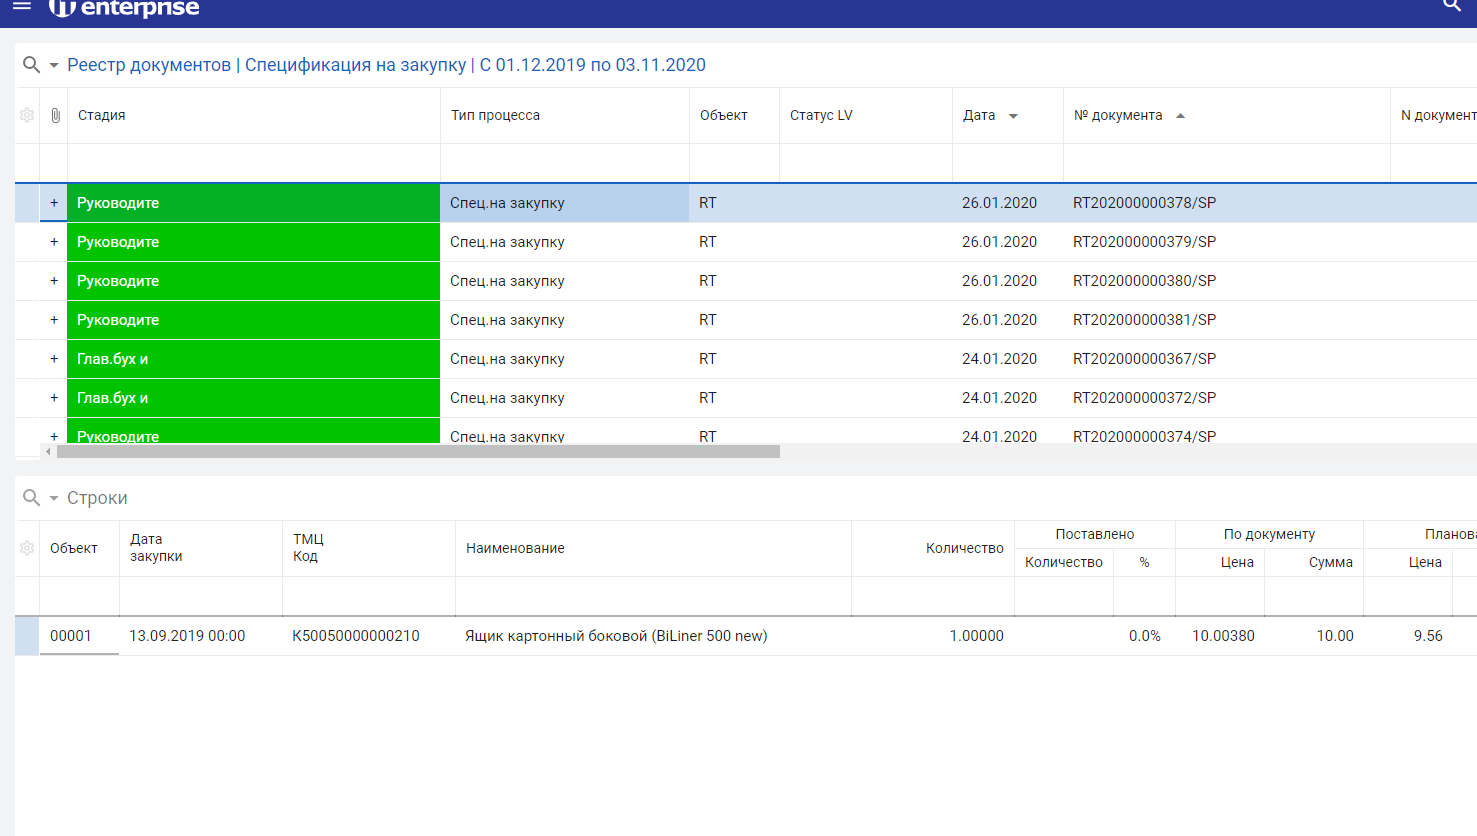 enterprise
Реестр документов | Спецификация на закупку | С 01.12.2019 по 03.11.2020
Стадия Тип процесса Объект Статус LV Дата № документа N документ
+ Руководите Спец.на закупку RT 26.01.2020 RT202000000378/SP
+ Руководите Спец.на закупку RT 26.01.2020 RT202000000379/SP
+ Руководите Спец.на закупку RT 26.01.2020 RT202000000380/SP
+ Руководите Спец.на закупку RT 26.01.2020 RT202000000381/SP
+ Глав.бух и Спец.на закупку RT 24.01.2020 RT202000000367/SP
+ Глав.бух и Спец.на закупку RT 24.01.2020 RT202000000372/SP
+ Руководите Спец.на закупку RT 24.01.2020 RT202000000374/SP
Строки
Объект Дата закупки ТМЦ Код Наименование Количество Поставлено По документу Планова
Количество % Цена Сумма Цена
00001 13.09.2019 00:00 К50050000000210 Ящик картонный боковой (BiLiner 500 new) 1.00000 0.0% 10.00380 10.00 9.56